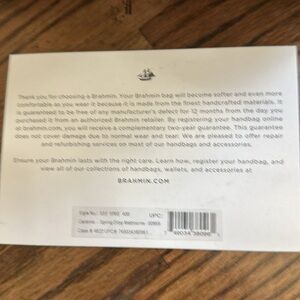 Thank you for choosing a Brahmin. Your Brahmin bag will become softer and even more
comfortable as you wear it because it is made from the finest handcrafted materials. It
is guaranteed to be free of any manufacturer's defect for 12 months from the day you
purchased it from an authorized Brahmin retailer. By registering your handbag online
at brahmin.com, you will receive a complementary two-year guarantee. This guarantee
does not cover damage due to normal wear and tear. We are pleased to offer repair
and refurbishing services on most of our handbags and accessories.
Ensure your Brahmin lasts with the right care. Learn how, register your handbag, and
view all of our collections of handbags, wallets, and accessories at
BRAHMIN.COM
Style No.:
UPC: